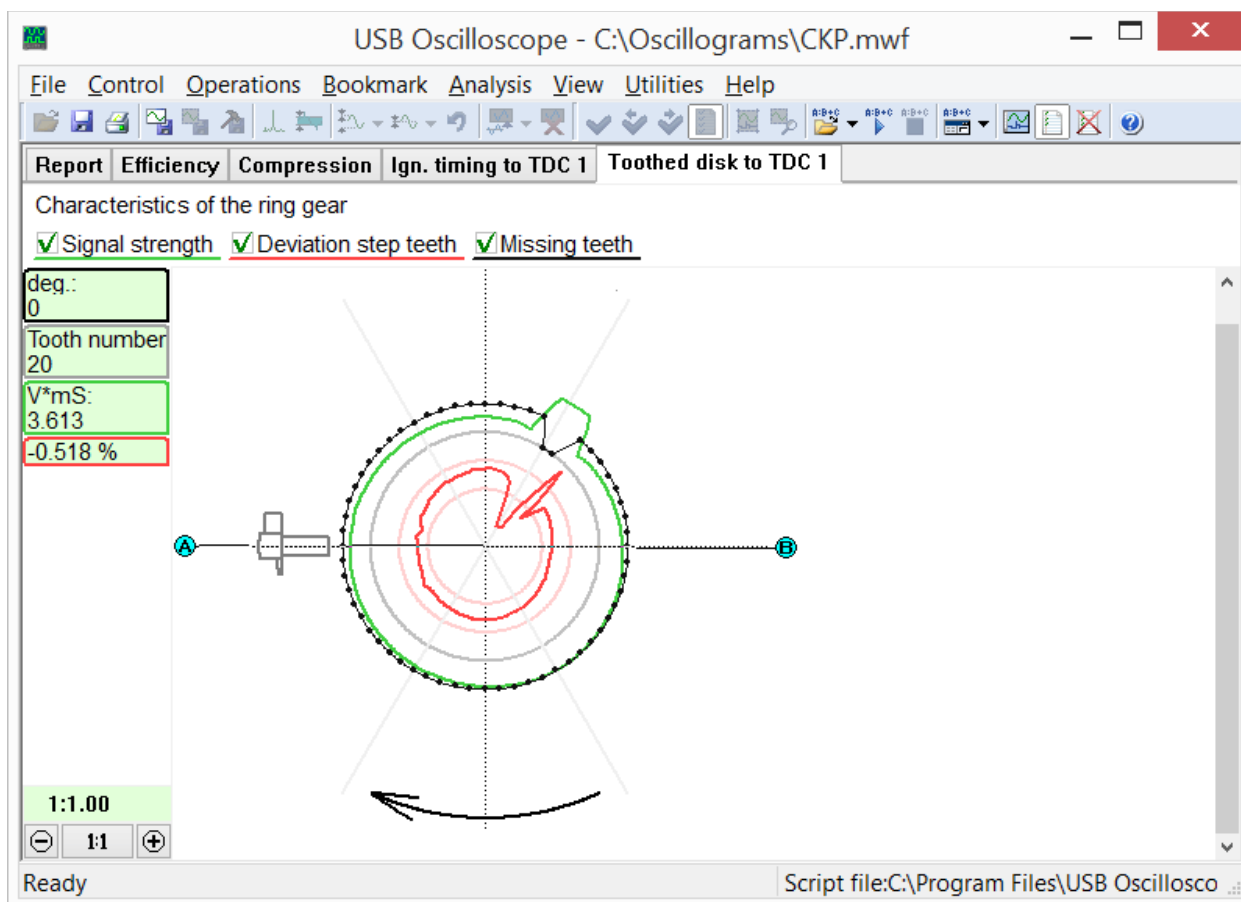 USB Oscilloscope - C:\Oscillograms\CKP.mwf
File Control Operations Bookmark Analysis View Utilities Help
A:B+C A:B+C A:B+C A:B+C
Report Efficiency Compression Ign. timing to TDC 1 Toothed disk to TDC 1
Characteristics of the ring gear
Signal strength Deviation step teeth Missing teeth
deg.:
0
Tooth number
20
V*mS:
3.613
-0.518 %
A B
1:1.00
1:1
Ready Script file:C:\Program Files\USB Oscillosco